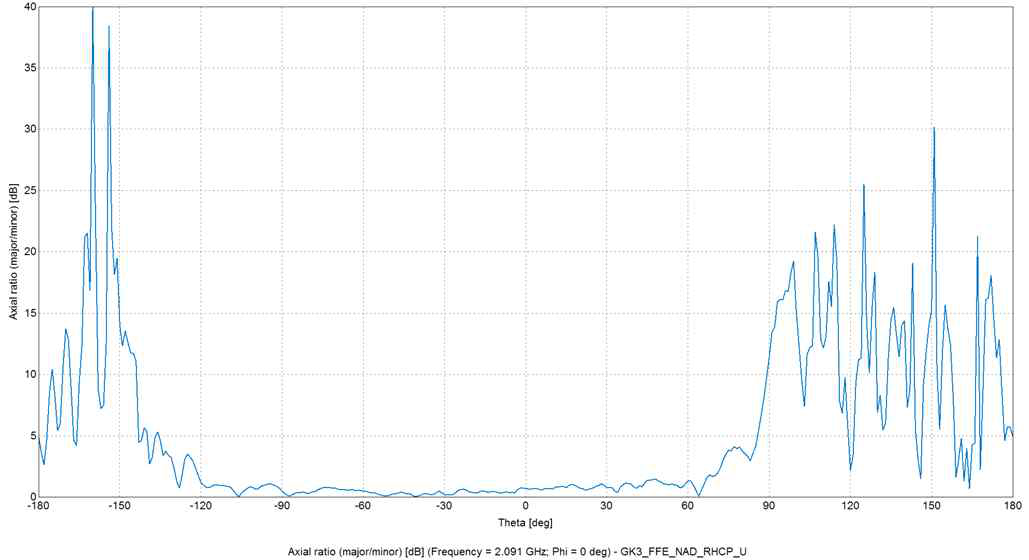 40
35
30
25
20
15
10
5
0
Axial ratio (major/minor) [dB]
-180 -150 -120 -90 -60 -30 0 30 60 90 120 150 180
Theta [deg]
Axial ratio (major/minor) [dB] (Frequency = 2.091 GHz; Phi = 0 deg) - GK3_FFE_NAD_RHCP_U